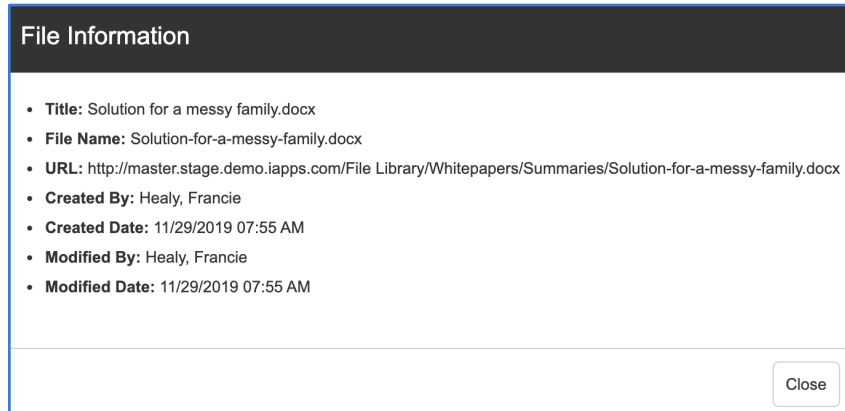 File Information
• Title: Solution for a messy family.docx
• File Name: Solution-for-a-messy-family.docx
• URL: http://master.stage.demo.iapps.com/File Library/Whitepapers/Summaries/Solution-for-a-messy-family.docx
• Created By: Healy, Francie
• Created Date: 11/29/2019 07:55 AM
• Modified By: Healy, Francie
• Modified Date: 11/29/2019 07:55 AM
Close